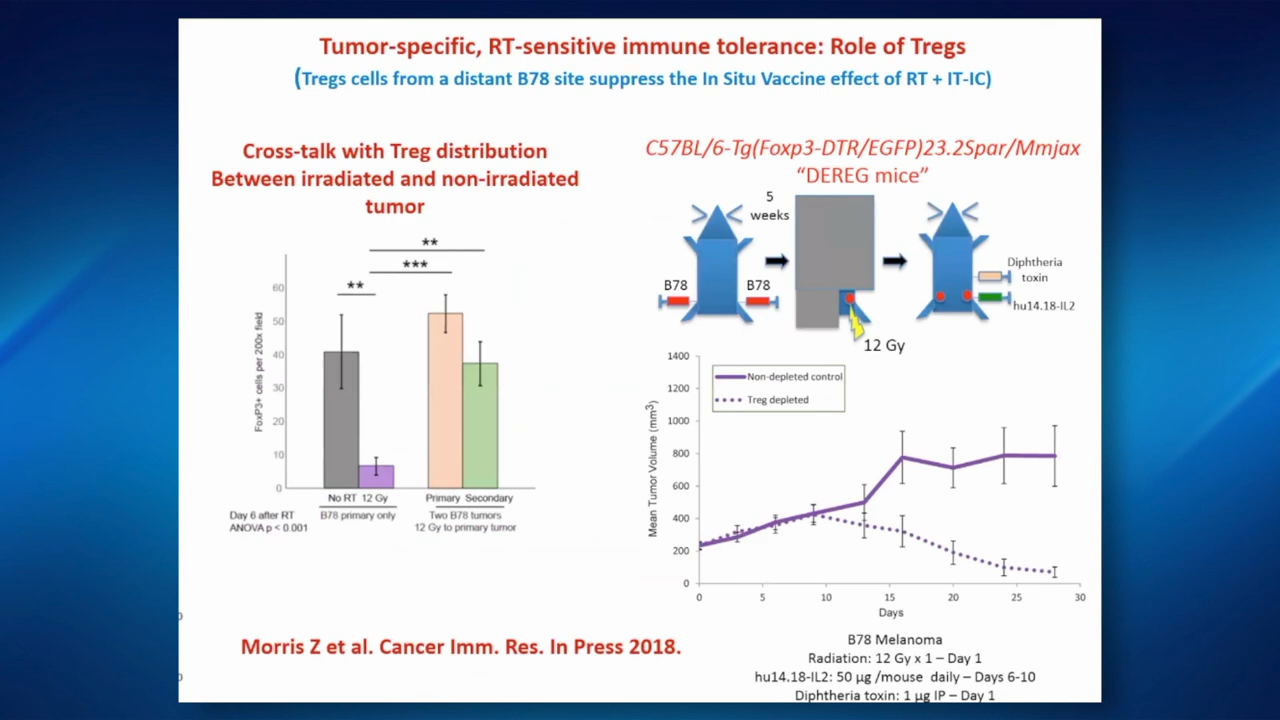 Tumor-specific, RT-sensitive immune tolerance: Role of Tregs
(Tregs cells from a distant B78 site suppress the In Situ Vaccine effect of RT + IT-IC)
Cross-talk with Treg distribution
Between irradiated and non-irradiated
tumor
**
***
**
FoxP3+ cells per 200x field
60
50
40
30
20
10
0
No RT 12 Gy
Primary Secondary
Day 6 after RT
ANOVA p < 0.001
B78 primary only
Two B78 tumors
12 Gy to primary tumor
C57BL/6-Tg(Foxp3-DTR/EGFP)23.2Spar/Mmjax
“DEREG mice”
5
weeks
B78
B78
12 Gy
Diphtheria
toxin
hu14.18-IL2
Mean Tumor Volume (mm3)
1400
1200
1000
800
600
400
200
0
Non-depleted control
Treg depleted
0 5 10 15 20 25 30
Days
Morris Z et al. Cancer Imm. Res. In Press 2018.
B78 Melanoma
Radiation: 12 Gy x 1 – Day 1
hu14.18-IL2: 50 µg /mouse daily – Days 6-10
Diphtheria toxin: 1 µg IP – Day 1